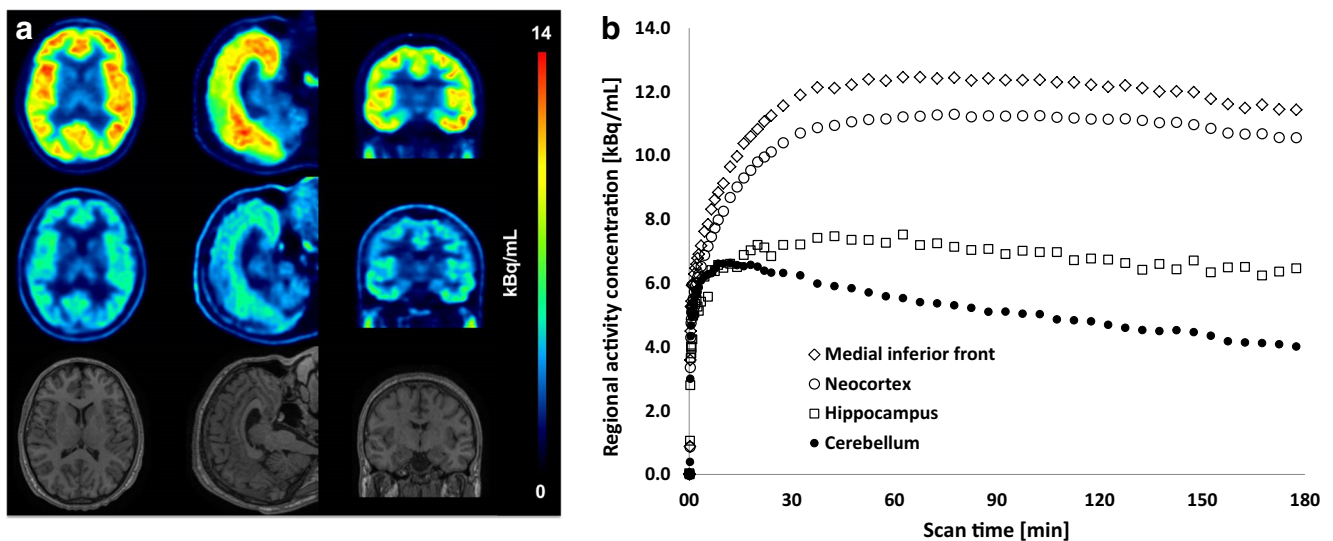 a
14
kBq/mL
0
b
Regional activity concentration [kBq/mL]
14.0
12.0
10.0
8.0
6.0
4.0
2.0
0.0
Medial inferior front
Neocortex
Hippocampus
Cerebellum
00 30 60 90 120 150 180
Scan time [min]